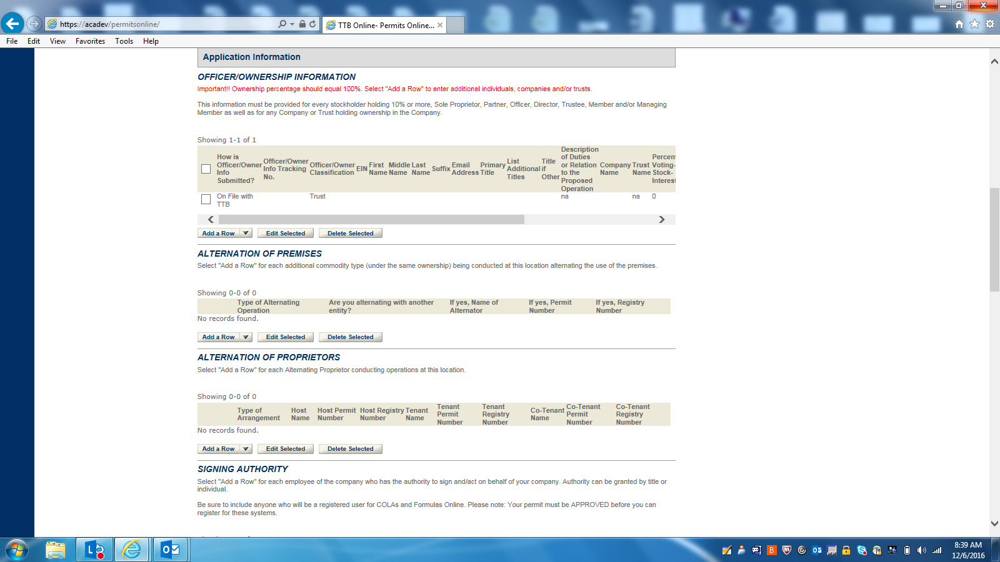 https://acadev/permitsonline/
TTB Online- Permits Online...
File Edit View Favorites Tools Help
Application Information
OFFICER/OWNERSHIP INFORMATION
Important!! Ownership percentage should equal 100%. Select "Add a Row" to enter additional individuals, companies and/or trusts.
This information must be provided for every stockholder holding 10% or more, Sole Proprietor, Partner, Officer, Director, Trustee, Member and/or Managing
Member as well as for any Company or Trust holding ownership in the Company.
Showing 1-1 of 1
How is Officer/Owner Info Submitted? Officer/Owner Info Tracking No. Officer/Owner Classification EIN First Name Middle Name Last Name Suffix Email Address Primary Title List Additional Titles Title if Other Description of Duties or Relation to the Proposed Operation Company Name Trust Name Percent Voting-Stock-Interest
On File with TTB Trust na na 0
Add a Row Edit Selected Delete Selected
ALTERNATION OF PREMISES
Select "Add a Row" for each additional commodity type (under the same ownership) being conducted at this location alternating the use of the premises.
Showing 0-0 of 0
Type of Alternating Operation Are you alternating with another entity? If yes, Name of Alternator If yes, Permit Number If yes, Registry Number
No records found.
Add a Row Edit Selected Delete Selected
ALTERNATION OF PROPRIETORS
Select "Add a Row" for each Alternating Proprietor conducting operations at this location.
Showing 0-0 of 0
Type of Arrangement Host Name Host Permit Number Host Registry Number Tenant Name Tenant Permit Number Tenant Registry Number Co-Tenant Name Co-Tenant Permit Number Co-Tenant Registry Number
No records found.
Add a Row Edit Selected Delete Selected
SIGNING AUTHORITY
Select "Add a Row" for each employee of the company who has the authority to sign and/act on behalf of your company. Authority can be granted by title or
individual.
Be sure to include anyone who will be a registered user for COLAs and Formulas Online. Please note: Your permit must be APPROVED before you can
register for these systems.
8:39 AM
12/6/2016